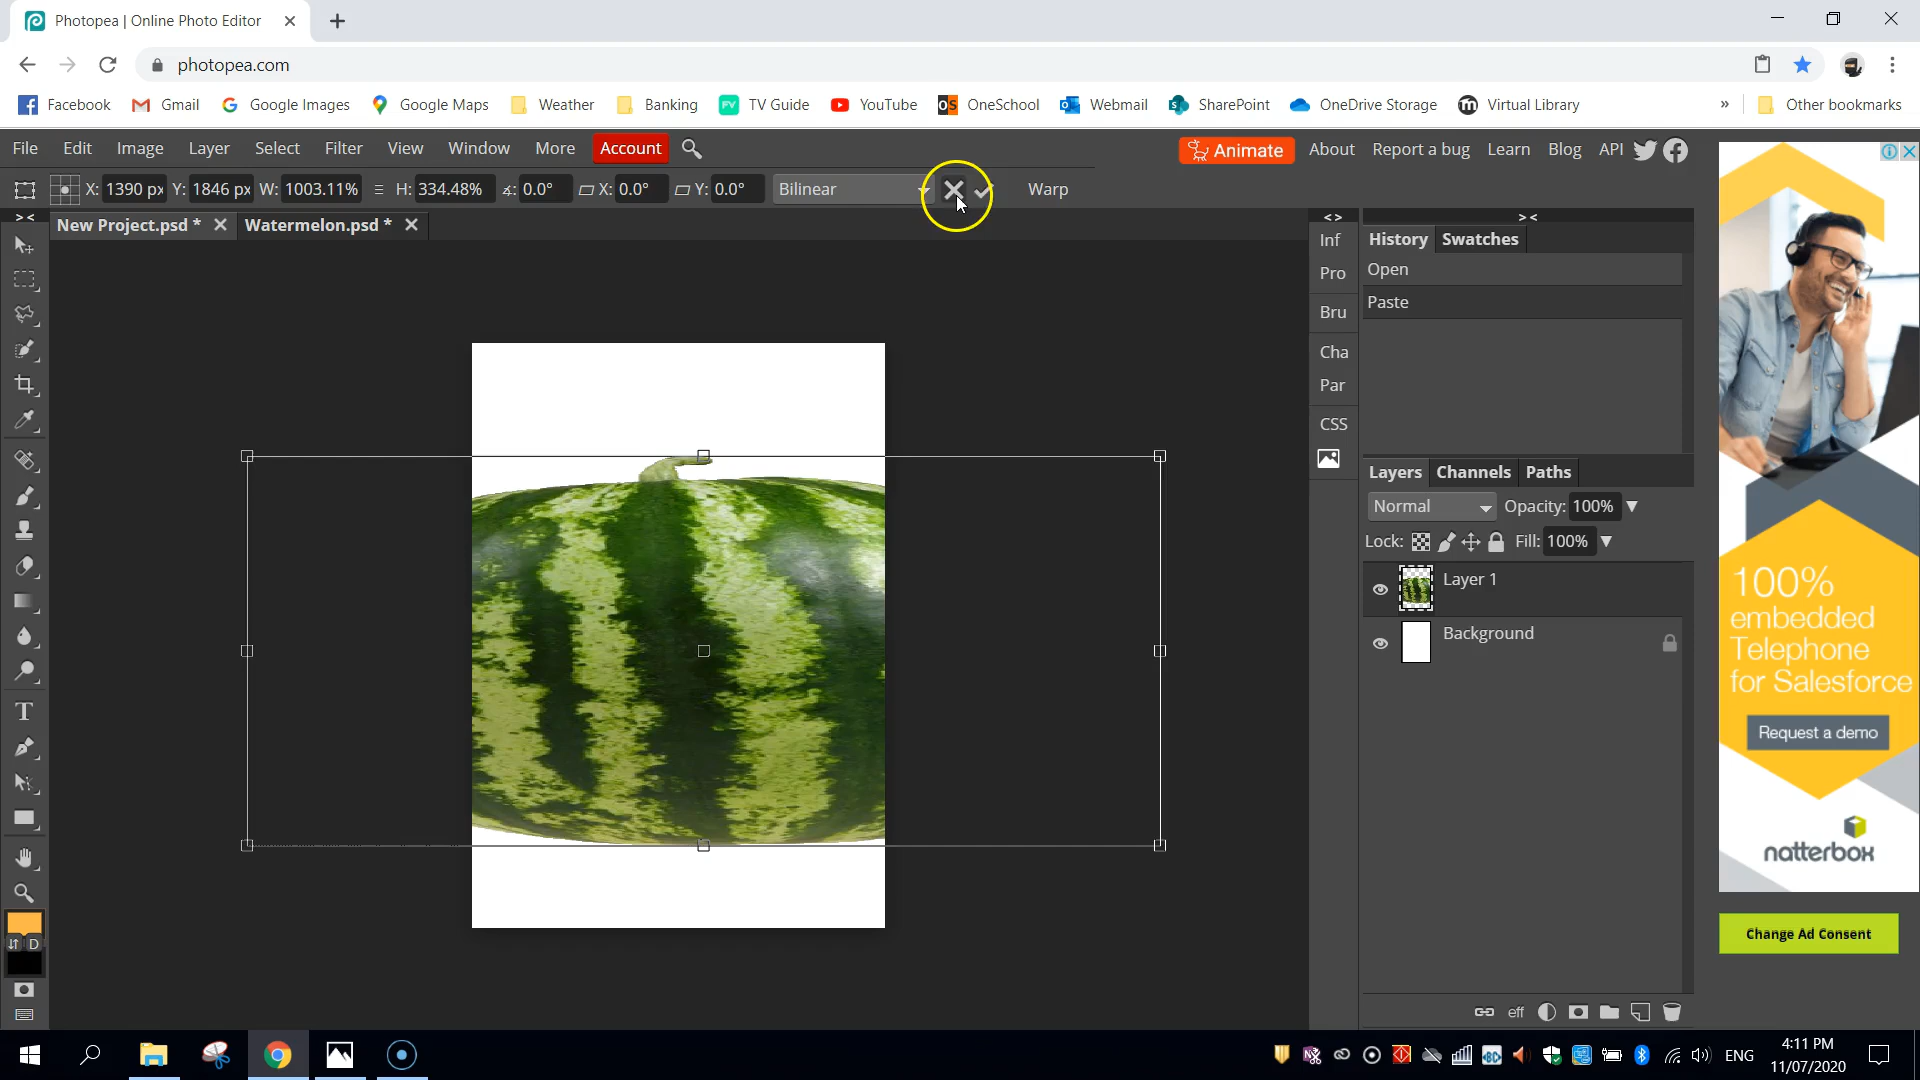 Photopea | Online Photo Editor
photopea.com
Facebook Gmail Google Images Google Maps Weather Banking TV Guide YouTube OneSchool Webmail SharePoint OneDrive Storage Virtual Library » Other bookmarks
File Edit Image Layer Select Filter View Window More Account Animate About Report a bug Learn Blog API
X: 1390 px Y: 1846 px W: 1003.11% H: 334.48% 0.0° X: 0.0° Y: 0.0° Bilinear Warp
New Project.psd * Watermelon.psd *
Inf
Pro
Bru
Cha
Par
CSS
History Swatches
Open
Paste
Layers Channels Paths
Normal Opacity: 100%
Lock: Fill: 100%
Layer 1
Background
eff
D
100%
embedded
Telephone
for Salesforce
Request a demo
natterbox
Change Ad Consent
ENG
4:11 PM
11/07/2020